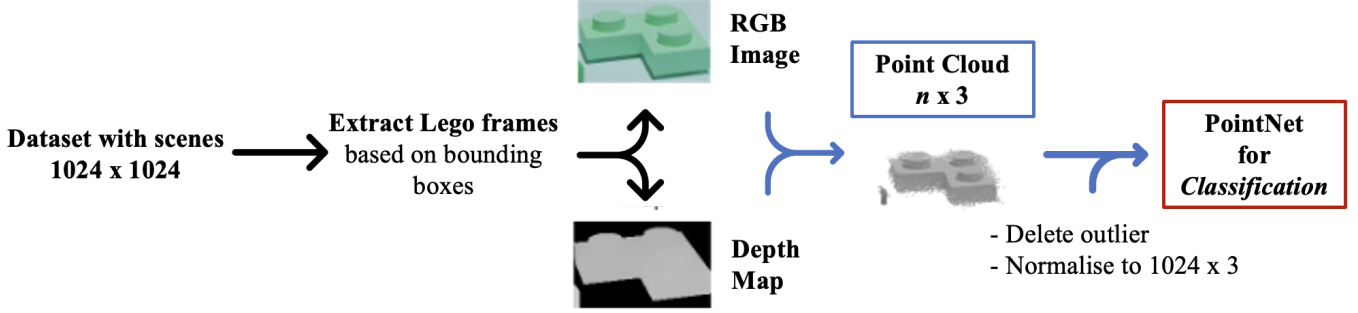 Dataset with scenes
1024 x 1024
Extract Lego frames
based on bounding
boxes
RGB
Image
Depth
Map
Point Cloud
n x 3
- Delete outlier
- Normalise to 1024 x 3
PointNet
for
Classification